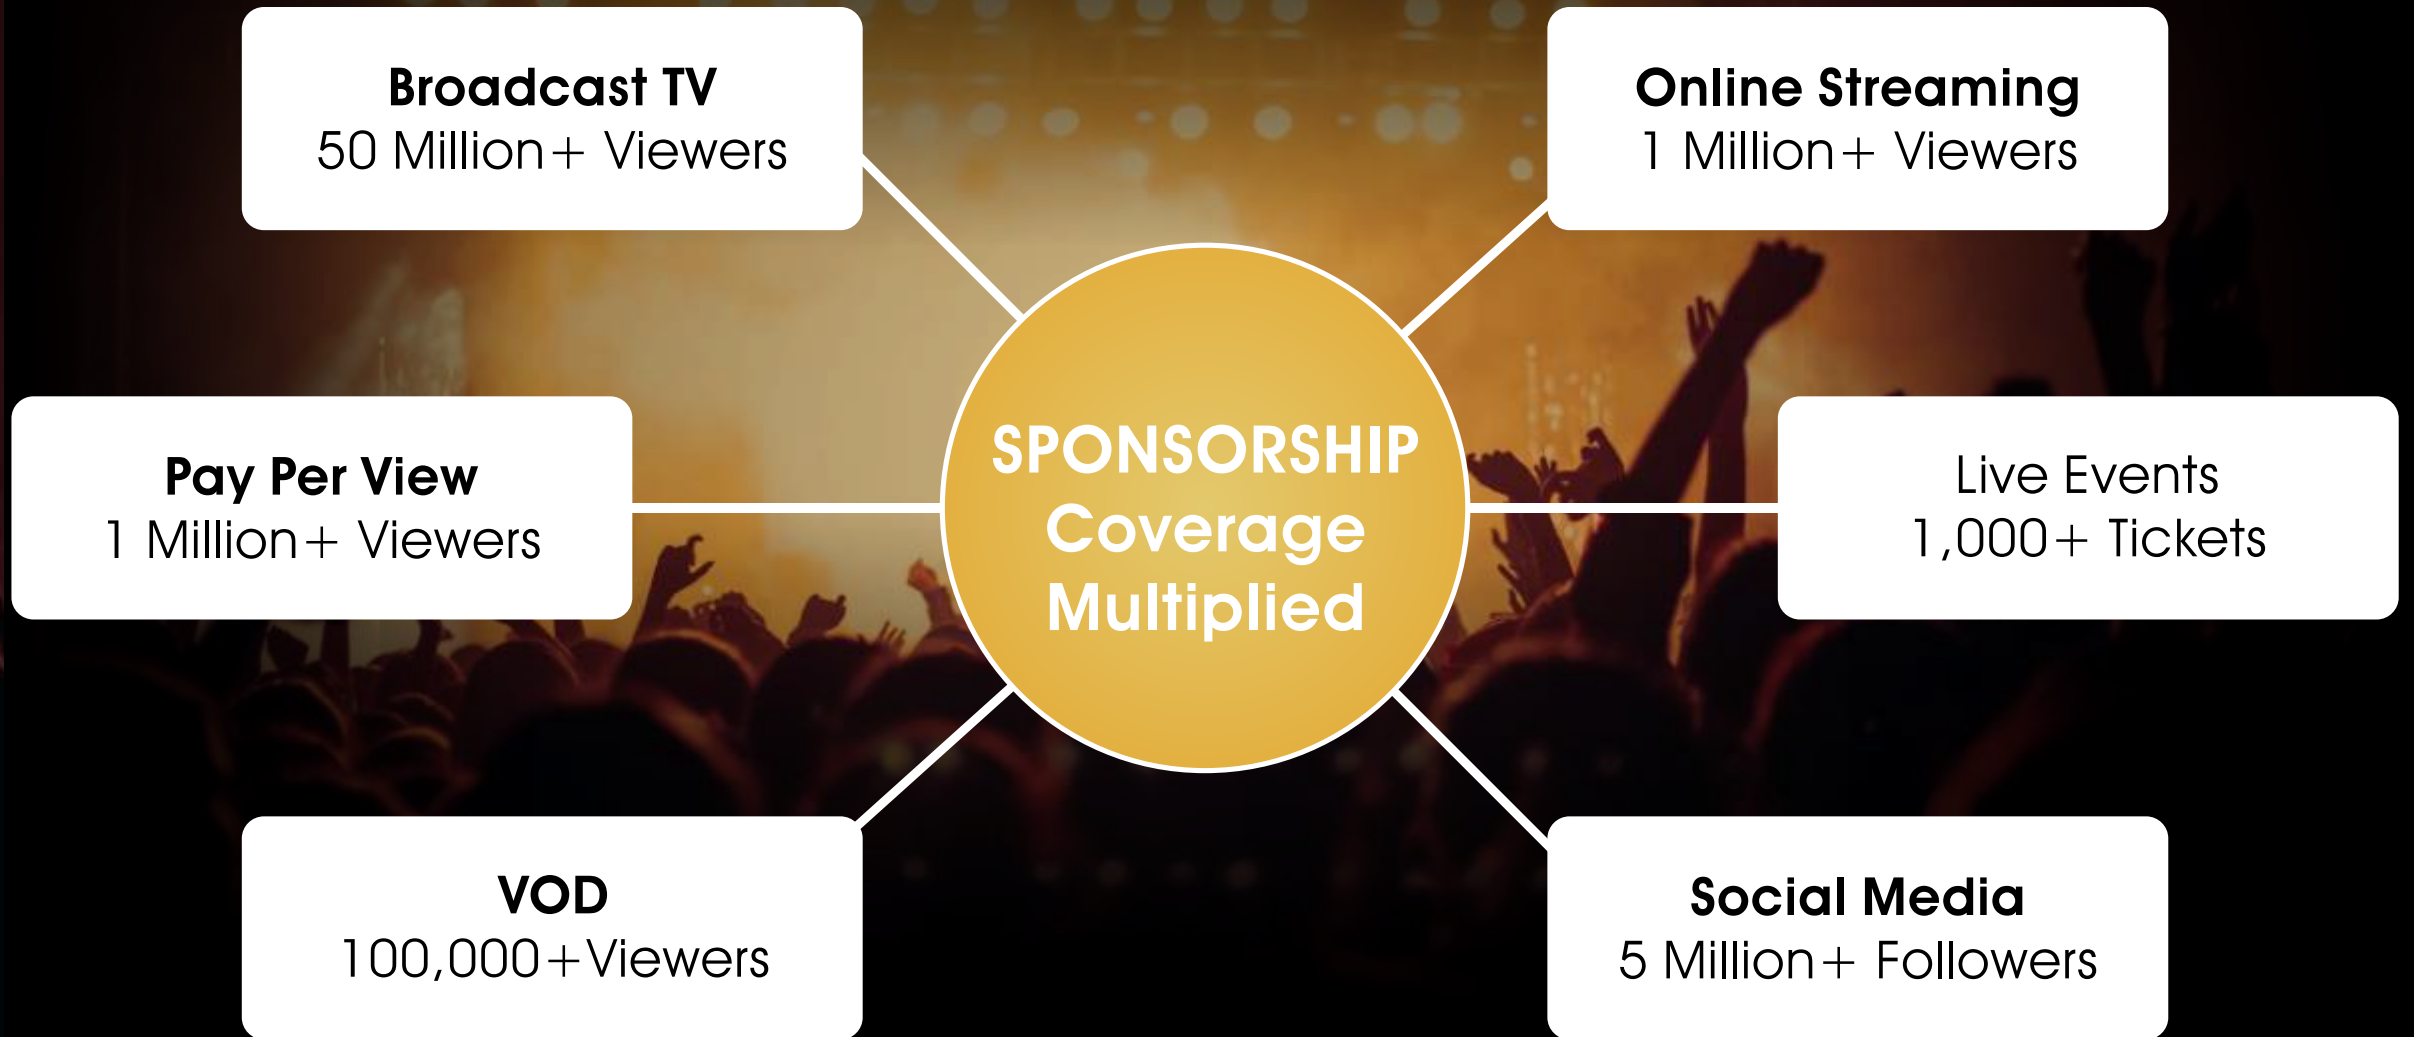 Broadcast TV
50 Million+ Viewers
Online Streaming
1 Million+ Viewers
Pay Per View
1 Million+ Viewers
SPONSORSHIP
Coverage
Multiplied
Live Events
1,000+ Tickets
VOD
100,000+Viewers
Social Media
5 Million+ Followers